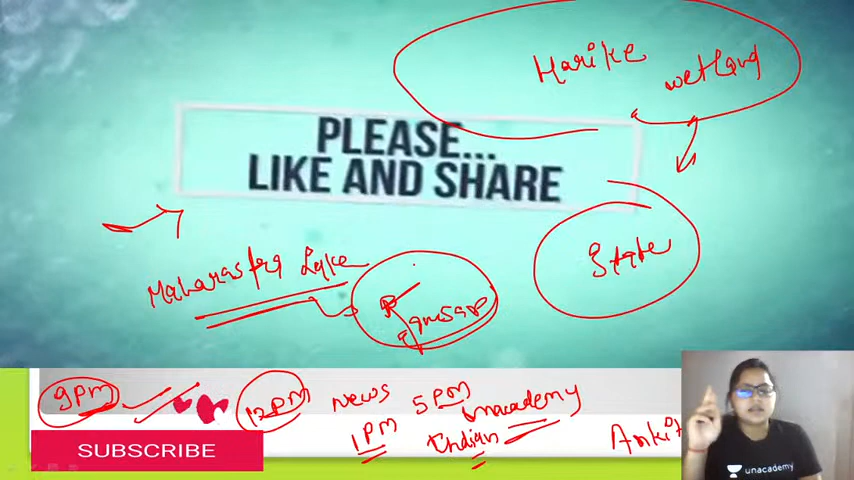 Harike
wetland
PLEASE...
LIKE AND SHARE
State
Maharastra Lake
Ramsar
9pm
12pm
News
5pm
unacademy
1pm
Indian
Ankit
SUBSCRIBE
unacademy